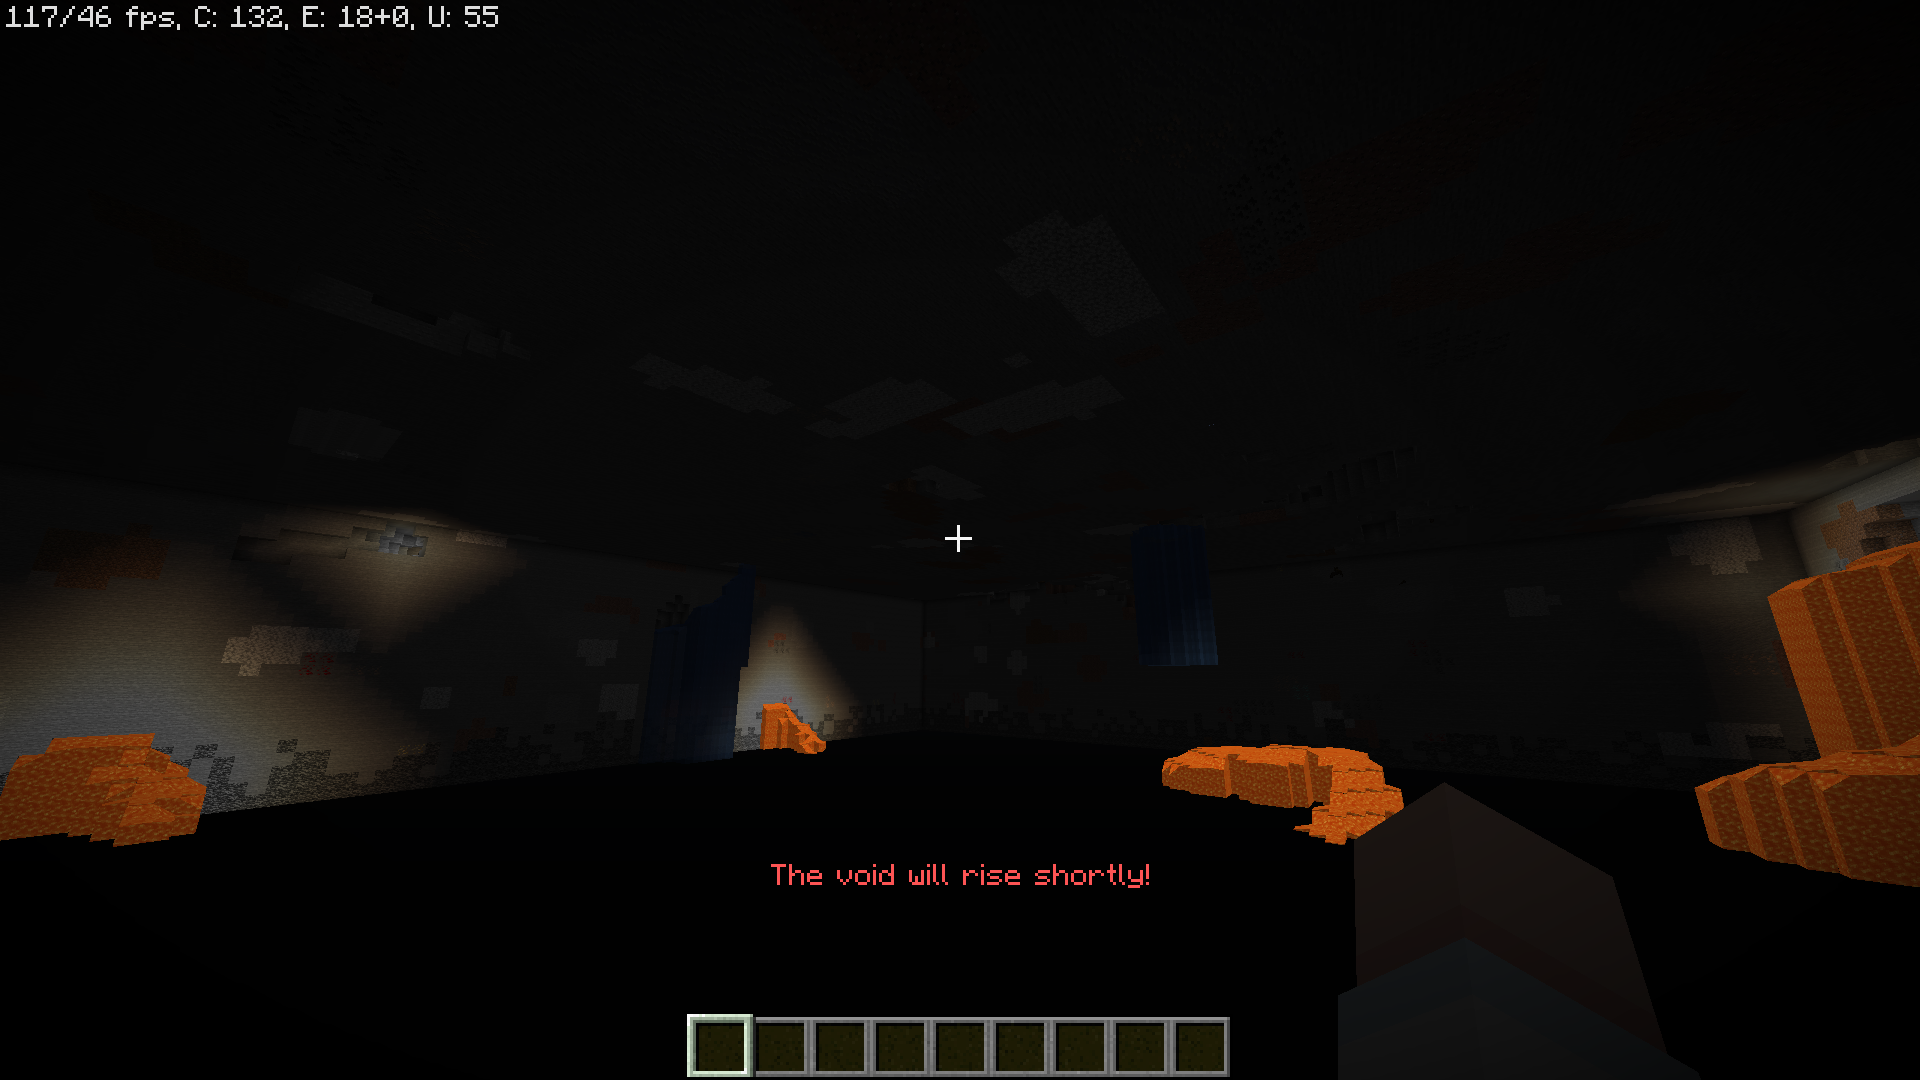 117/46 fps, C: 132, E: 18+0, U: 55
The void will rise shortly!